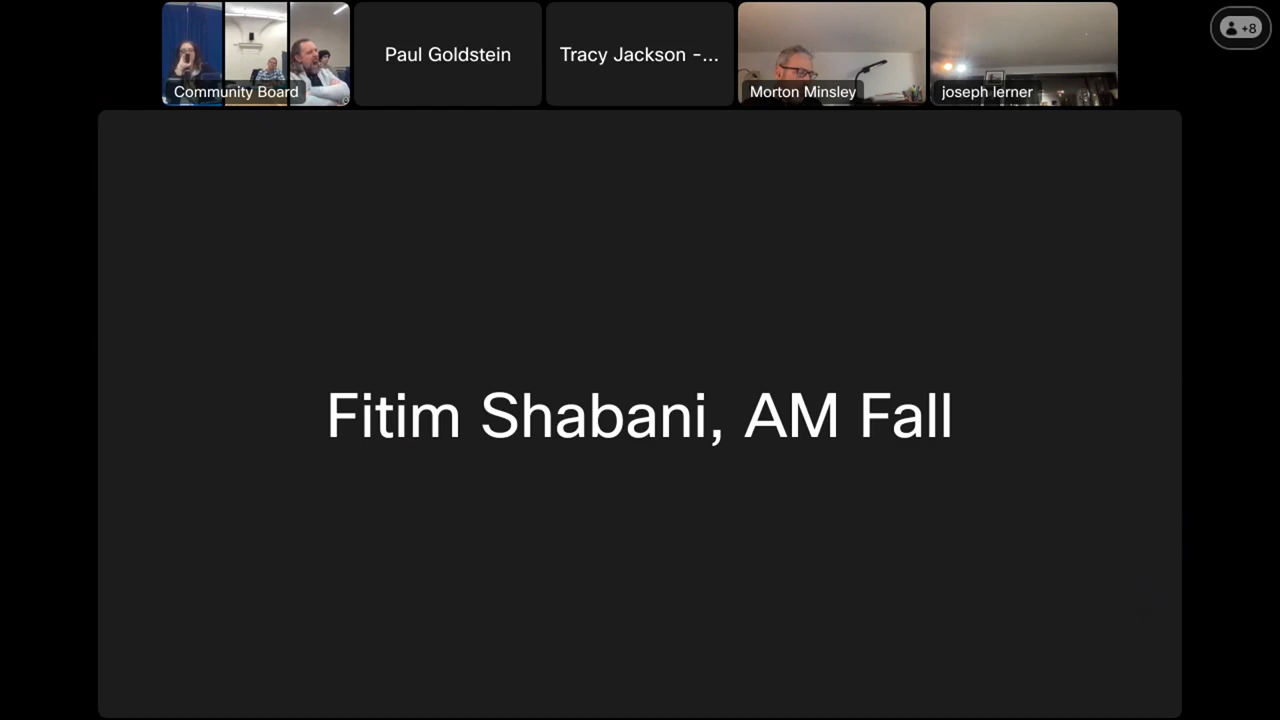 Community Board
Paul Goldstein
Tracy Jackson -...
Morton Minsley
joseph lerner
+8
Fitim Shabani, AM Fall